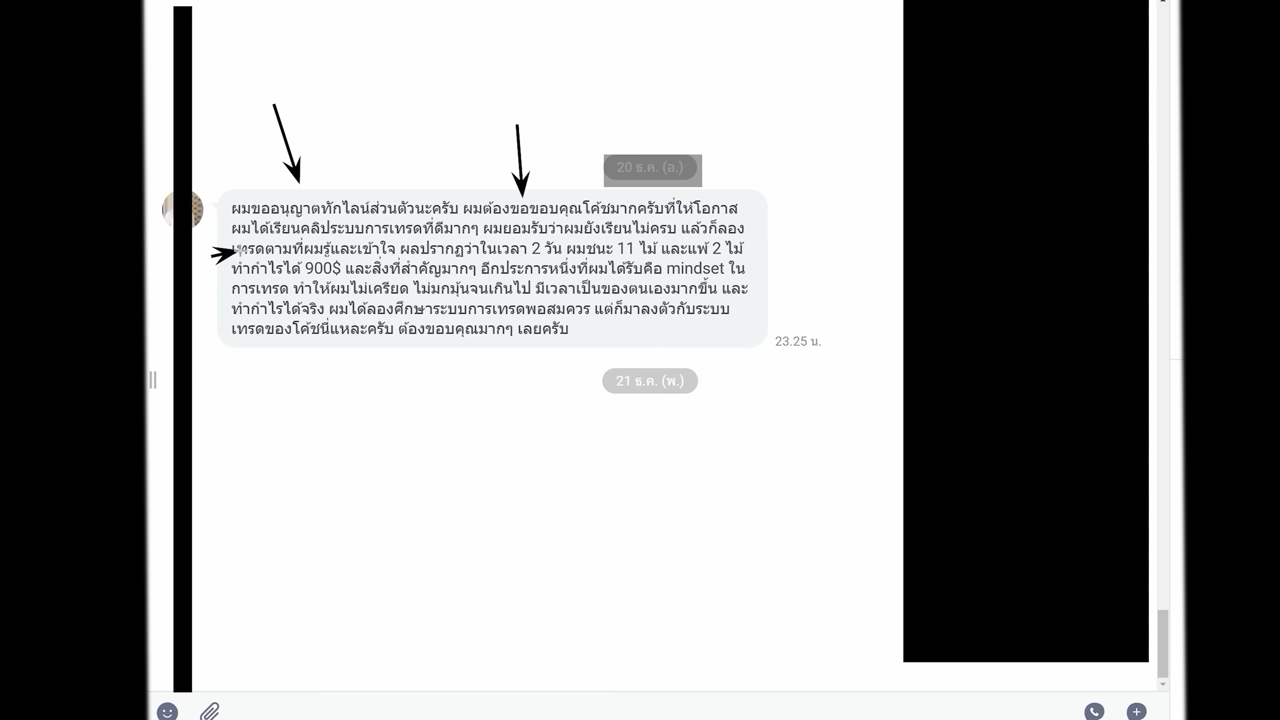 20 ธ.ค. (อ.)
ผมขออนุญาตทักไลน์ส่วนตัวนะครับ ผมต้องขอขอบคุณโค้ชมากครับที่ให้โอกาส
ผมได้เรียนคลิประบบการเทรดที่ดีมากๆ ผมยอมรับว่าผมยังเรียนไม่ครบ แล้วก็ลอง
เทรดตามที่ผมรู้และเข้าใจ ผลปรากฏว่าในเวลา 2 วัน ผมชนะ 11 ไม้ และแพ้ 2 ไม้
ทำกำไรได้ 900$ และสิ่งที่สำคัญมากๆ อีกประการหนึ่งที่ผมได้รับคือ mindset ใน
การเทรด ทำให้ผมไม่เครียด ไม่มกมุ้นจนเกินไป มีเวลาเป็นของตนเองมากขึ้น และ
ทำกำไรได้จริง ผมได้ลองศึกษาระบบการเทรดพอสมควร แต่ก็มาลงตัวกับระบบ
เทรดของโค้ชนี่แหละครับ ต้องขอบคุณมากๆ เลยครับ
23.25 น.
21 ธ.ค. (พ.)